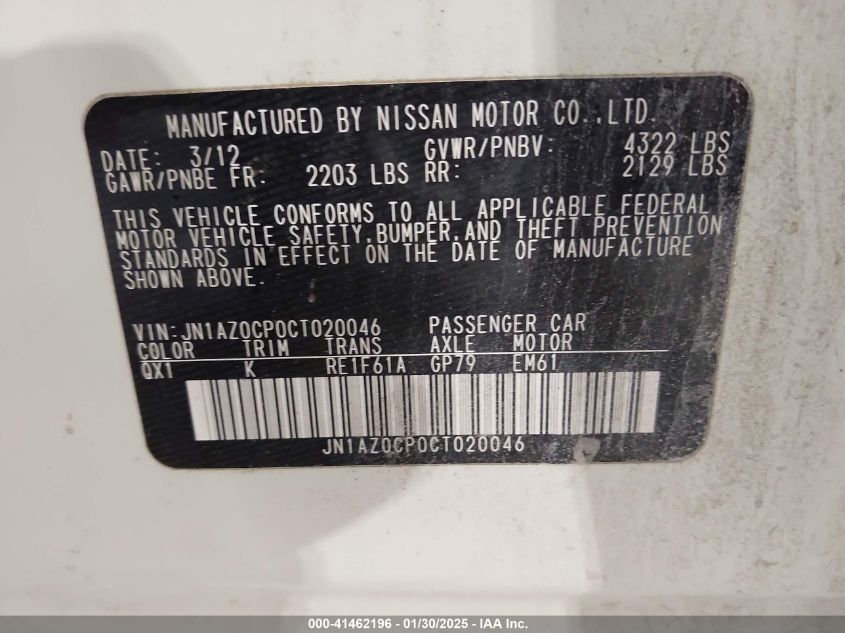 MANUFACTURED BY NISSAN MOTOR CO.,LTD.
DATE: 3/12 GVWR/PNBV: 4322 LBS
GAWR/PNBE FR: 2203 LBS RR: 2129 LBS
THIS VEHICLE CONFORMS TO ALL APPLICABLE FEDERAL
MOTOR VEHICLE SAFETY,BUMPER,AND THEFT PREVENTION
STANDARDS IN EFFECT ON THE DATE OF MANUFACTURE
SHOWN ABOVE.
VIN:JN1AZ0CP0CT020046 PASSENGER CAR
COLOR TRIM TRANS AXLE MOTOR
QX1 K RE1F61A GP79 EM61
JN1AZ0CP0CT020046
000-41462196 - 01/30/2025 - IAA Inc.